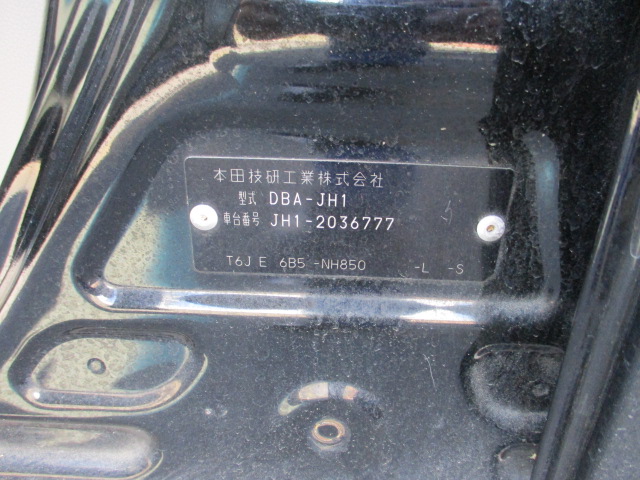 本田技研工業株式会社
型式 DBA-JH1
車台番号 JH1-2036777
T6J E 6B5 -NH850 -L -S